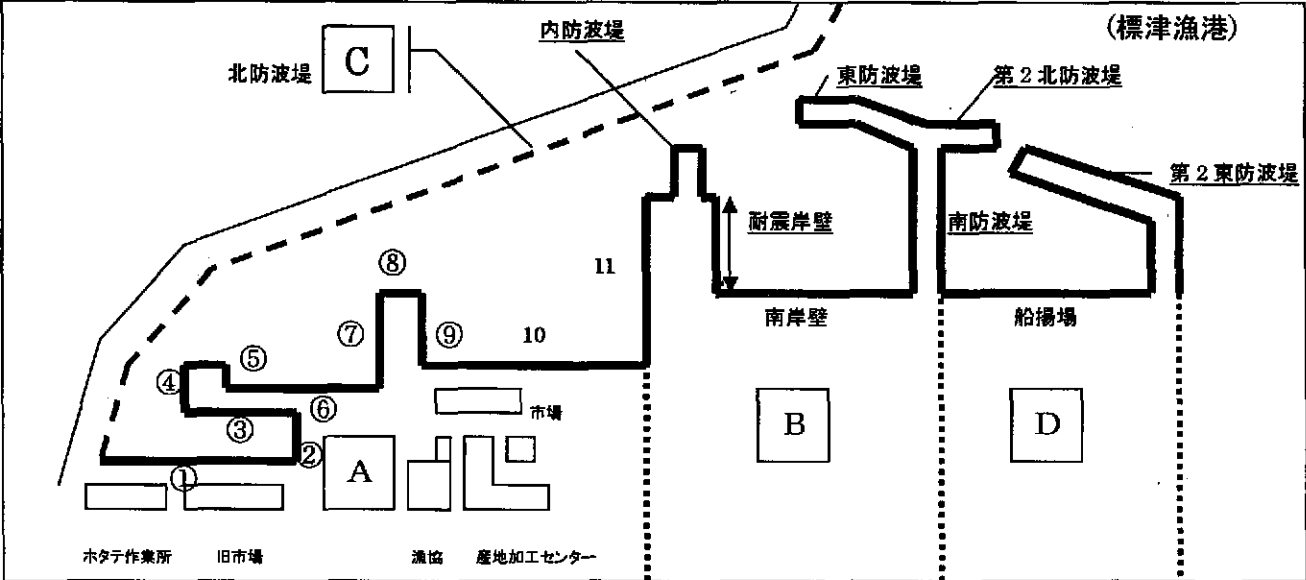 (標津漁港)
内防波堤
北防波堤
C
東防波堤
第2北防波堤
第2東防波堤
耐震岸壁
南防波堤
⑧
11
南岸壁
船揚場
⑦
⑨
10
⑤
④
⑥
市場
③
B
D
②
A
①
ホタテ作業所
旧市場
漁協
産地加工センター